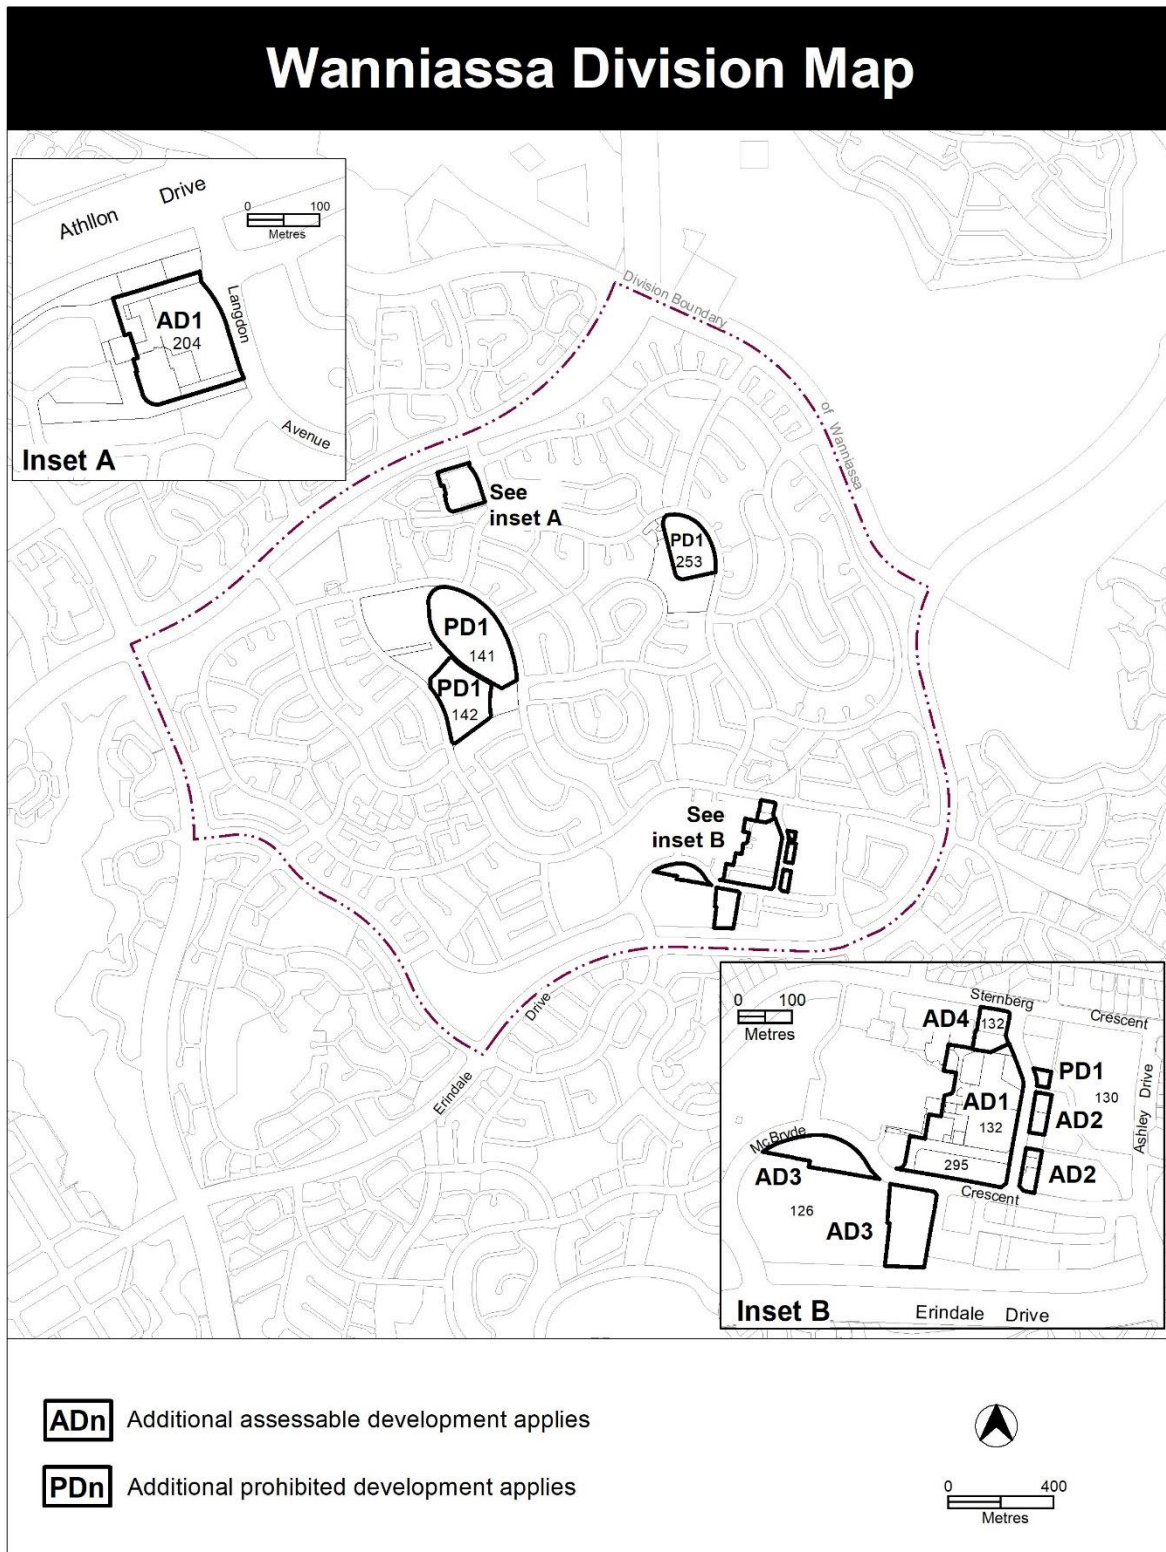 Wanniassa Division Map
Athllon Drive
0 100
Metres
Langdon
AD1
204
Avenue
Inset A
Division Boundary
of Wanniassa
See
inset A
PD1
253
PD1
141
PD1
142
See
inset B
Drive
Erindale
0 100
Metres
Sternberg
Crescent
AD4
132
PD1
130
Ashley Drive
AD1
132
AD2
McBryde
295
AD2
AD3
Crescent
126
AD3
Inset B
Erindale Drive
ADn Additional assessable development applies
PDn Additional prohibited development applies
0 400
Metres